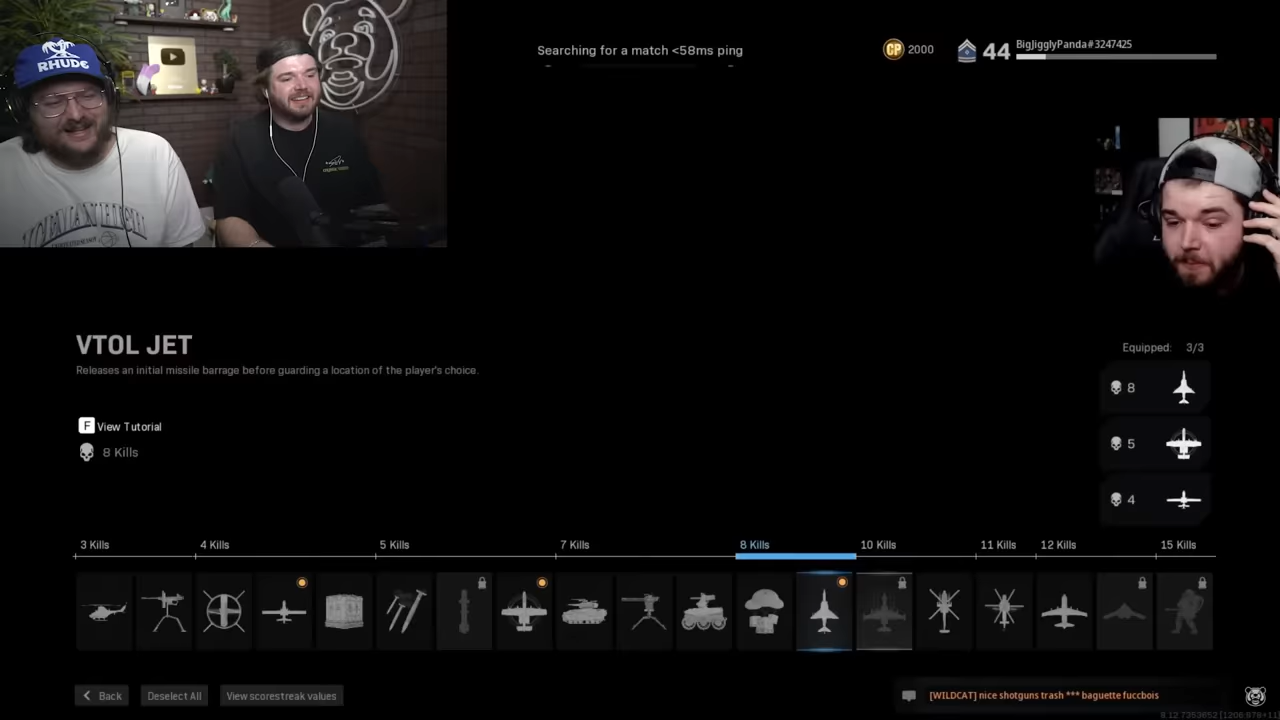 Searching for a match <58ms ping
CP 2000
44
BigJigglyPanda#3247425
RHUDE
VTOL JET
Releases an initial missile barrage before guarding a location of the player's choice.
F View Tutorial
8 Kills
Equipped: 3/3
8
5
4
3 Kills
4 Kills
5 Kills
7 Kills
8 Kills
10 Kills
11 Kills
12 Kills
15 Kills
Back
Deselect All
View scorestreak values
[WILDCAT] nice shotguns trash *** baguette fuccbois